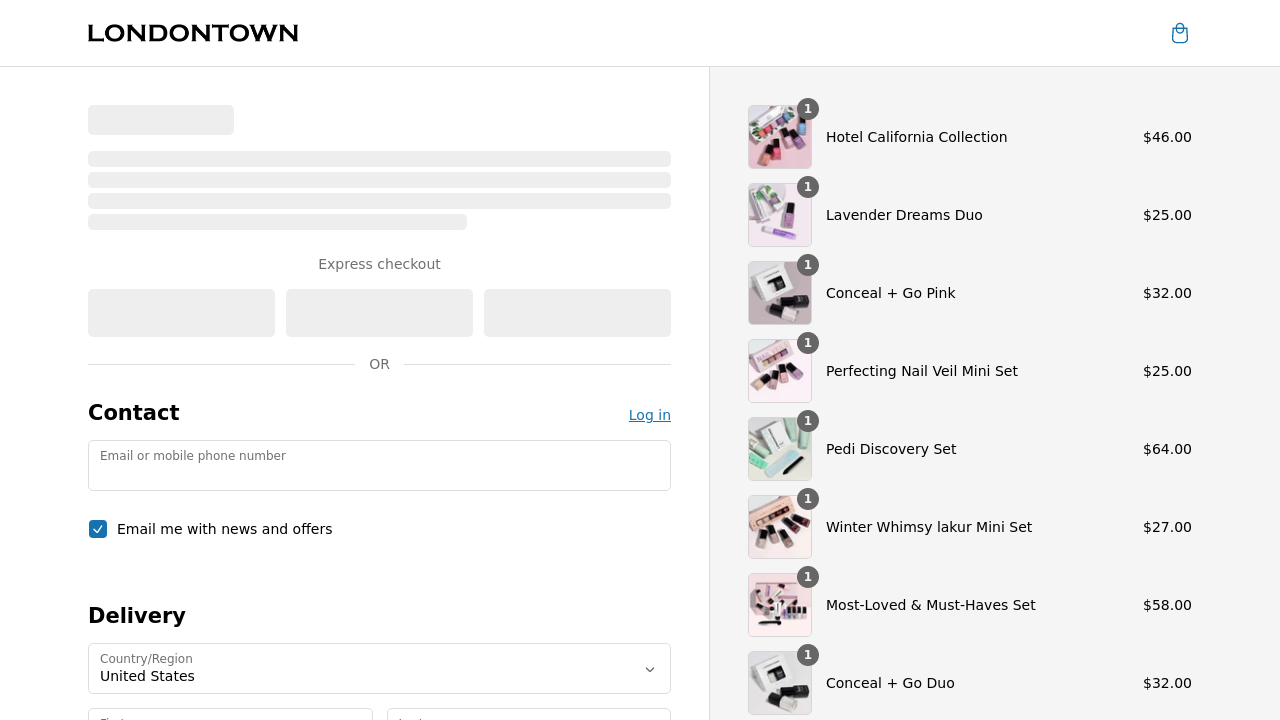 LONDONTOWN
Express checkout
OR
Contact
Log in
Email or mobile phone number
Email me with news and offers
Delivery
Country/Region
United States
1
Hotel California Collection
$46.00
1
Lavender Dreams Duo
$25.00
1
Conceal + Go Pink
$32.00
1
Perfecting Nail Veil Mini Set
$25.00
1
Pedi Discovery Set
$64.00
1
Winter Whimsy lakur Mini Set
$27.00
1
Most-Loved & Must-Haves Set
$58.00
1
Conceal + Go Duo
$32.00